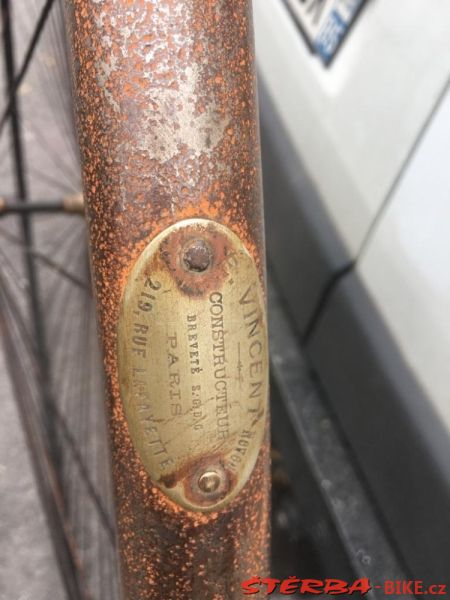 VINCENT
CONSTRUCTEUR
BREVETÉ S.G.D.G
PARIS
219, RUE LAFAYETTE
ŠTĚRBA-BIKE.cz